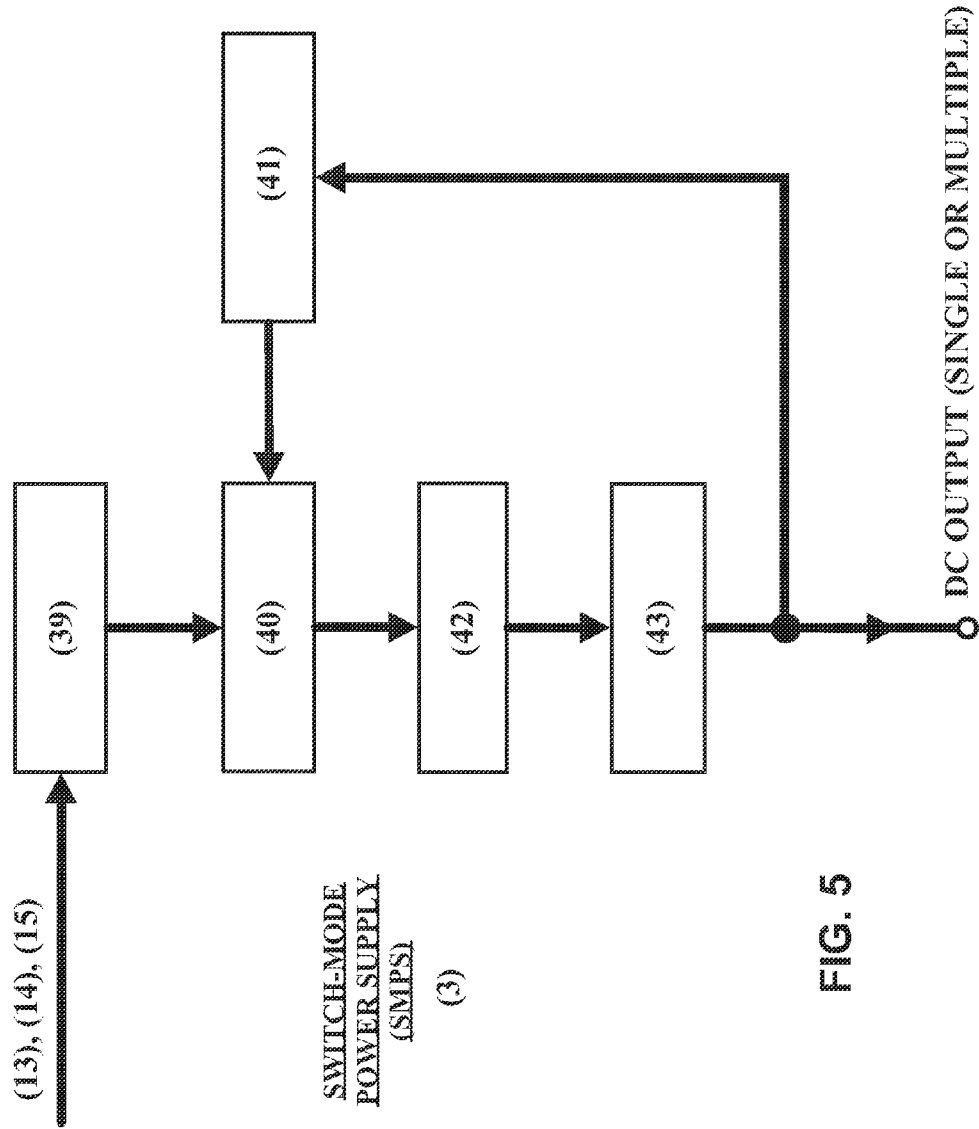 (13), (14), (15)
(39)
(40)
(41)
(42)
(43)
SWITCH-MODE
POWER SUPPLY
(SMPS)
(3)
DC OUTPUT (SINGLE OR MULTIPLE)
FIG. 5